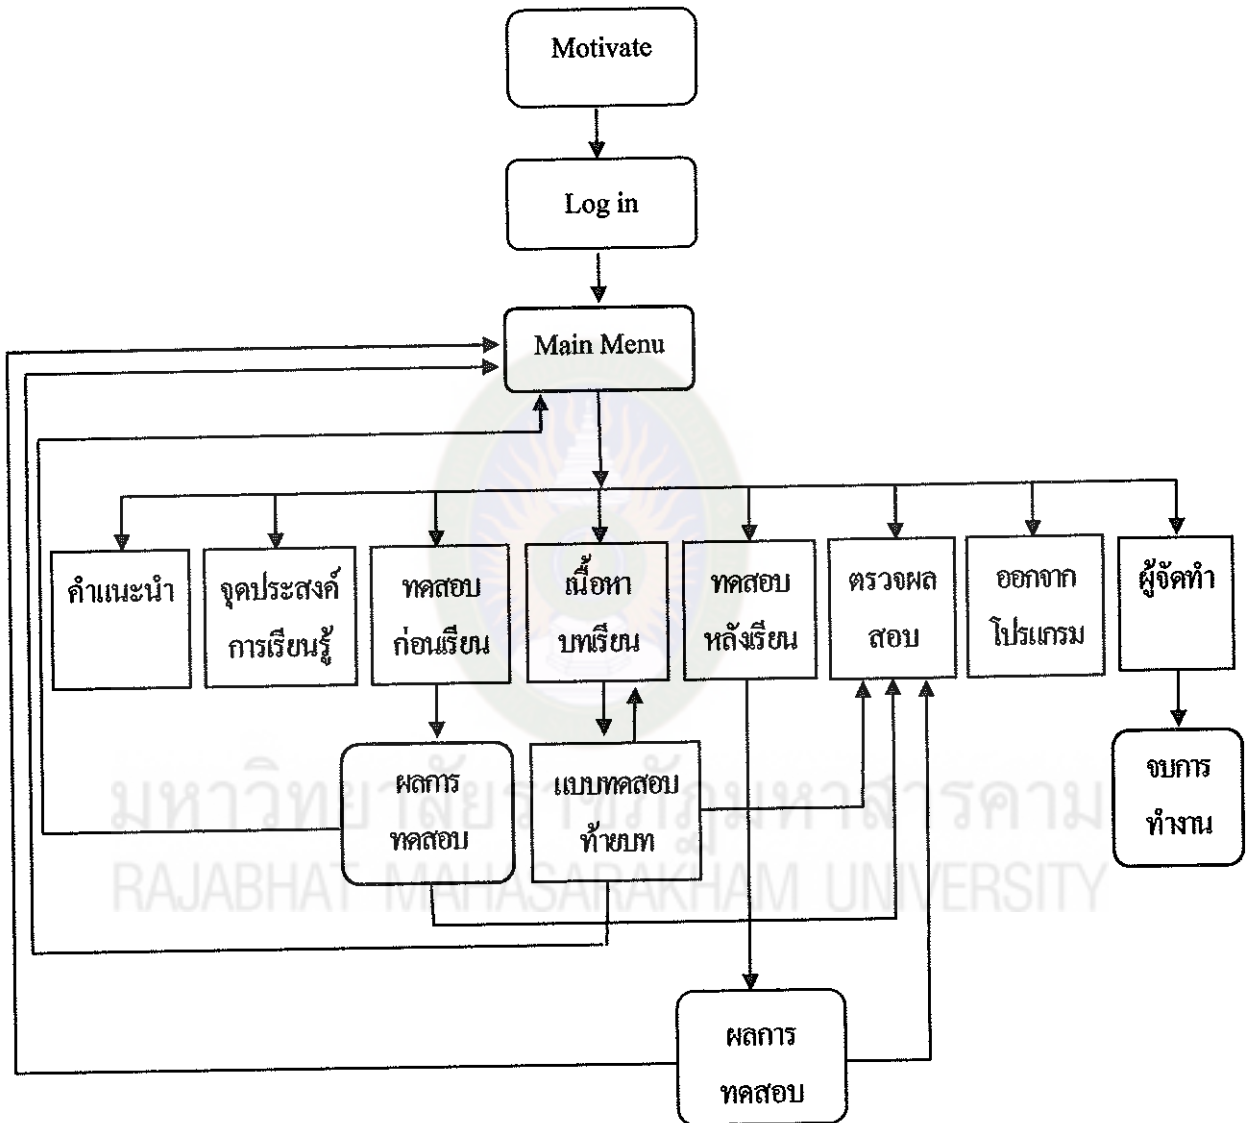 Motivate
Log in
Main Menu
คำแนะนำ
จุดประสงค์
การเรียนรู้
ทดสอบ
ก่อนเรียน
เนื้อหา
บทเรียน
ทดสอบ
หลังเรียน
ตรวจผล
สอบ
ออกจาก
โปรแกรม
ผู้จัดทำ
ผลการ
ทดสอบ
แบบทดสอบ
ท้ายบท
จบการ
ทำงาน
มหาวิทยาลัยราชภัฏมหาสารคาม
RAJABHAT MAHASARAKHAM UNIVERSITY
ผลการ
ทดสอบ